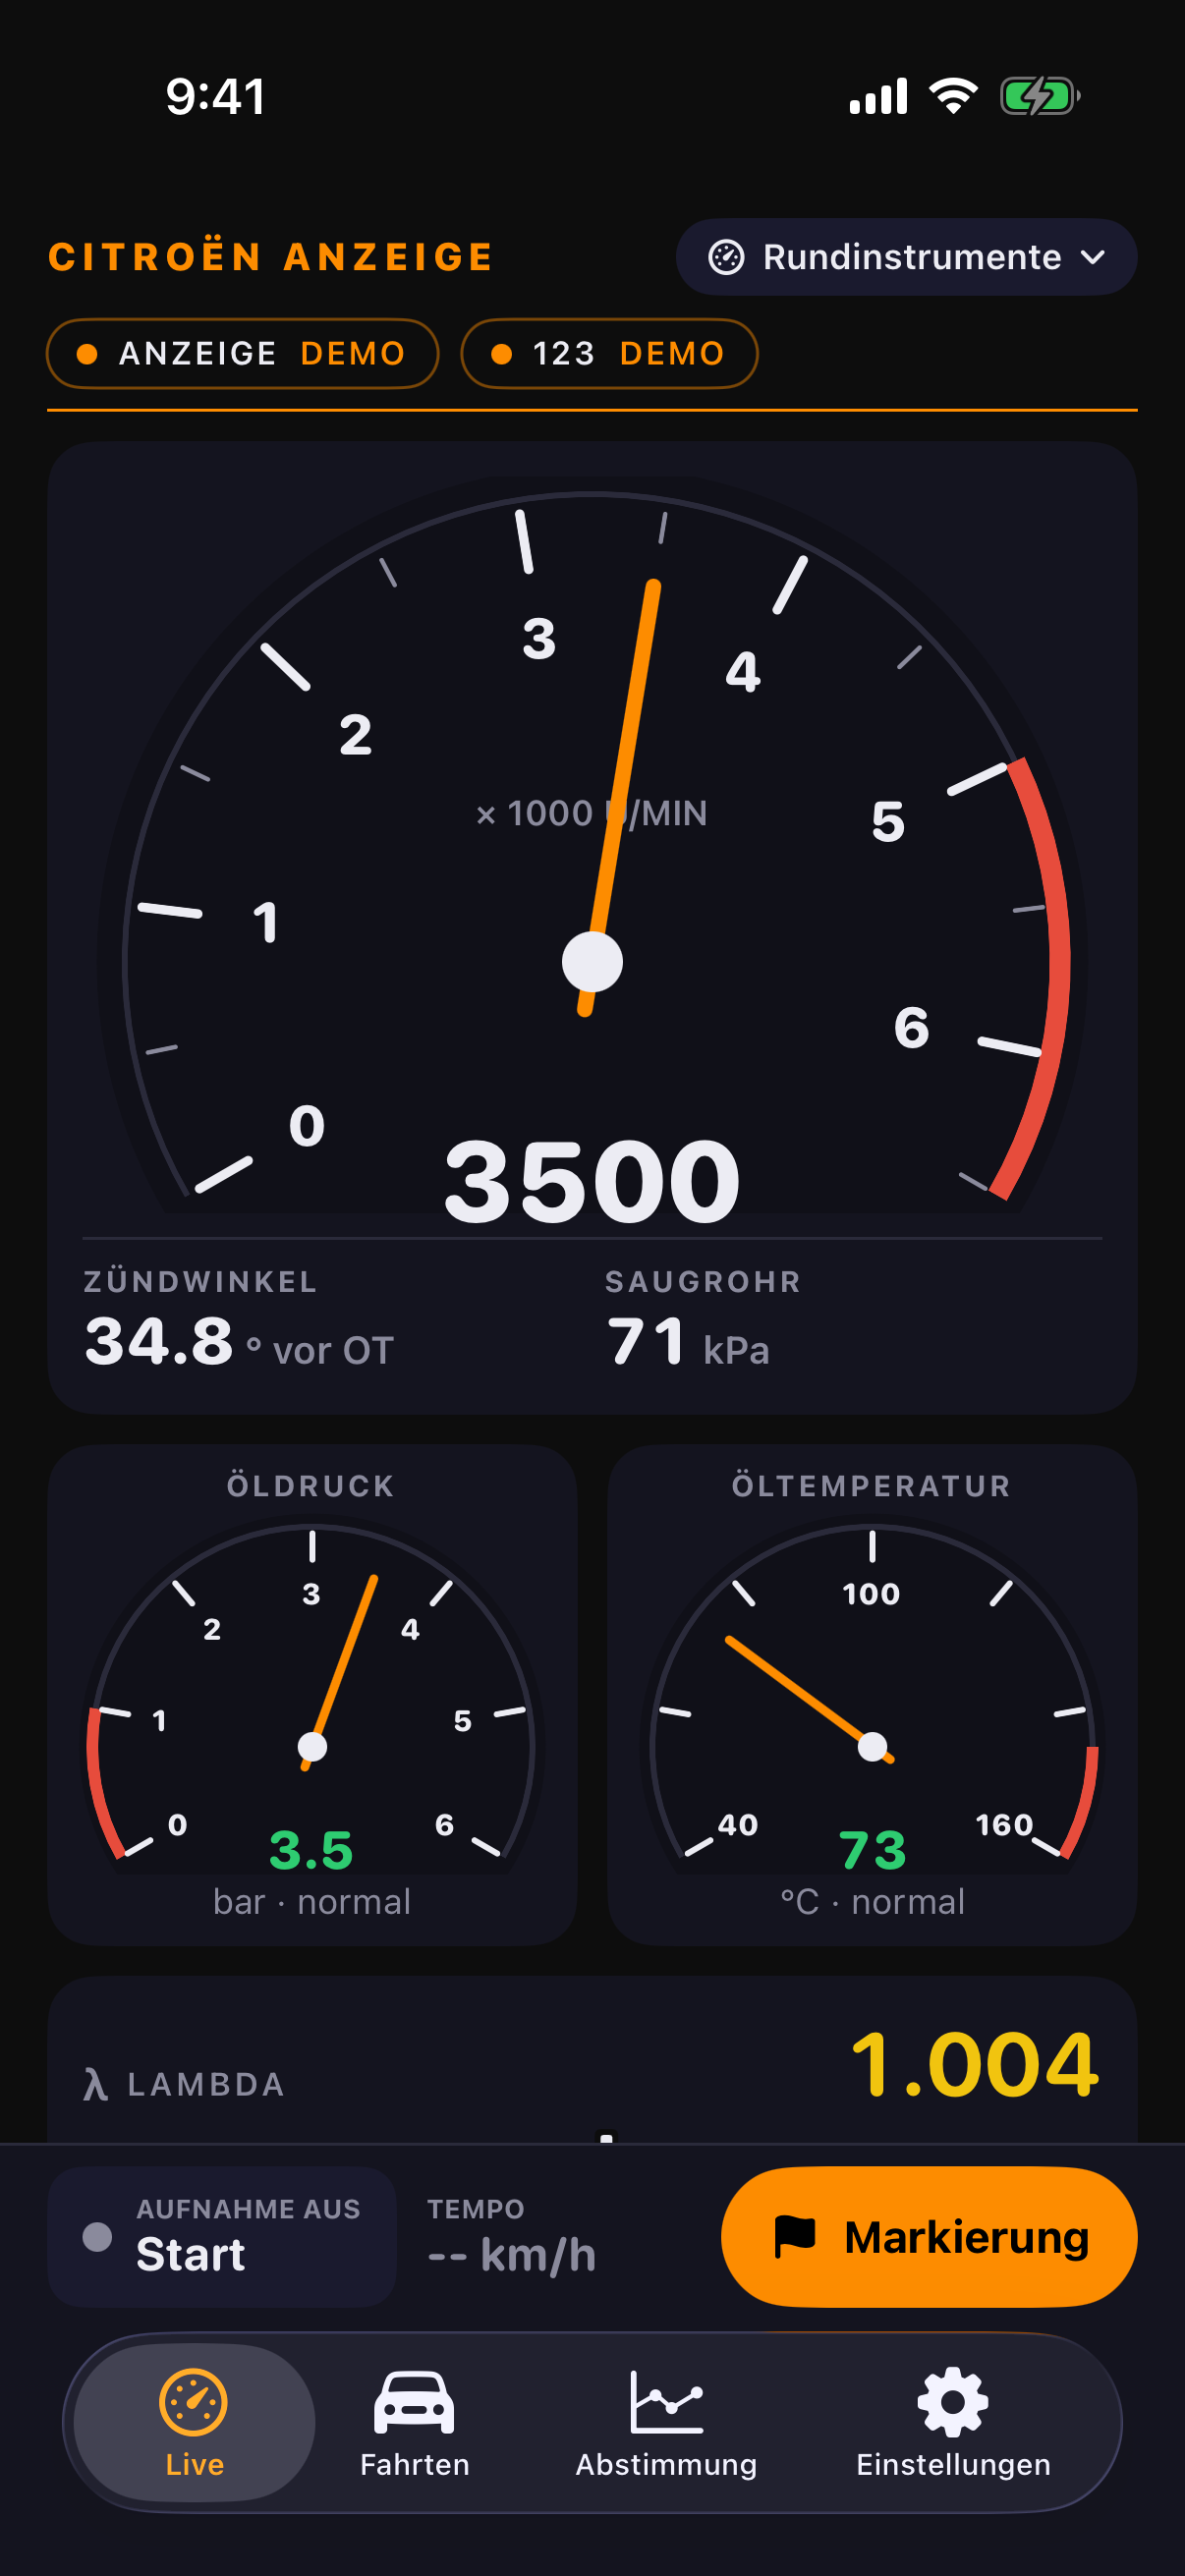 9:41
CITROËN ANZEIGE
Rundinstrumente
ANZEIGE DEMO
123 DEMO
3
4
2
× 1000 U/MIN
5
1
6
0
3500
ZÜNDWINKEL
SAUGROHR
34.8 ° vor OT
71 kPa
ÖLDRUCK
3
2
4
1
5
0
6
3.5
bar · normal
ÖLTEMPERATUR
100
40
160
73
°C · normal
λ LAMBDA
1.004
AUFNAHME AUS
Start
TEMPO
-- km/h
Markierung
Live
Fahrten
Abstimmung
Einstellungen